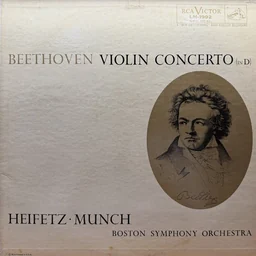 RCA VICTOR
BEETHOVEN VIOLIN CONCERTO (IN D)
HEIFETZ · MUNCH
BOSTON SYMPHONY ORCHESTRA